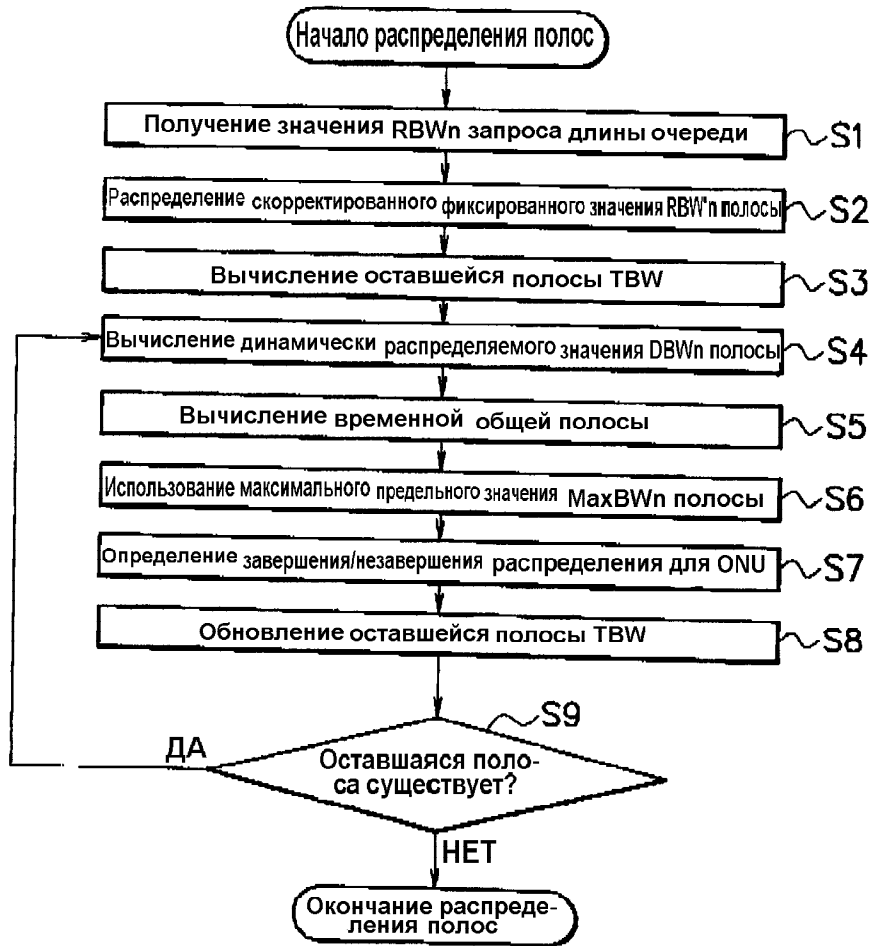 Начало распределения полос
Получение значения RBWn запроса длины очереди
S1
Распределение скорректированного фиксированного значения RBW'n полосы
S2
Вычисление оставшейся полосы TBW
S3
Вычисление динамически распределяемого значения DBWn полосы
S4
Вычисление временной общей полосы
S5
Использование максимального предельного значения MaxBWn полосы
S6
Определение завершения/незавершения распределения для ONU
S7
Обновление оставшейся полосы TBW
S8
S9
ДА
Оставшаяся поло-
са существует?
НЕТ
Окончание распреде-
ления полос